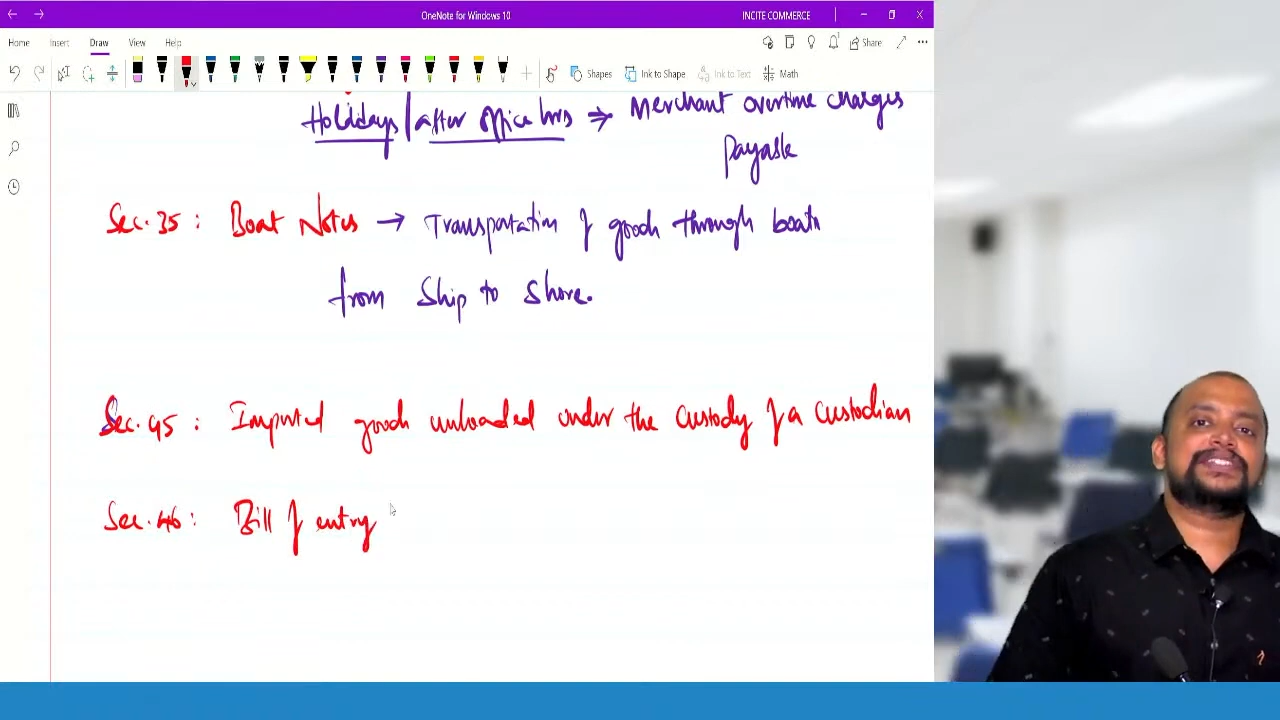 OneNote for Windows 10
INCITE COMMERCE
Home Insert Draw View Help
Share
Shapes Ink to Shape Ink to Text Math
Holidays / after office hrs ⇒ Merchant overtime charges
payable
Sec. 35 : Boat Notes → Transportation of goods through boats
from Ship to Shore.
Sec. 45 : Imported goods unloaded under the custody of a custodian
Sec. 46 : Bill of entry